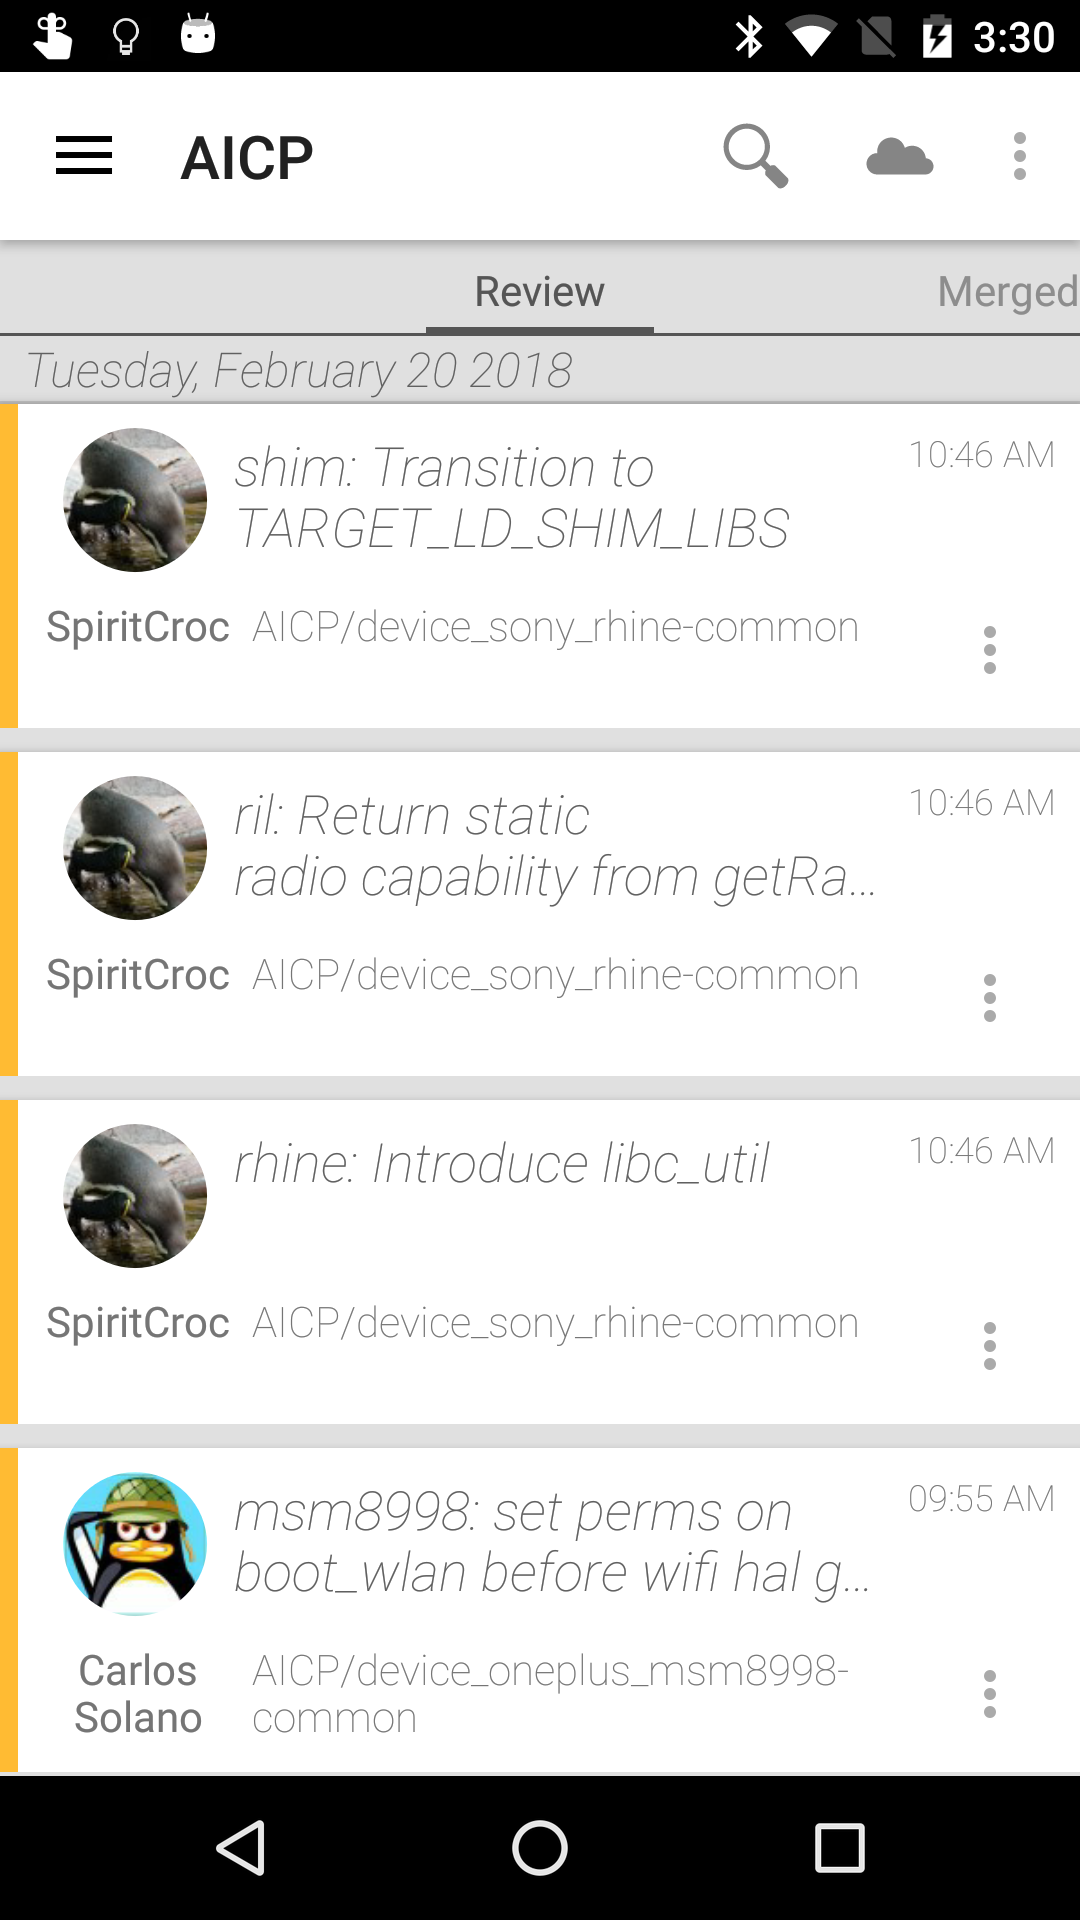 3:30
AICP
Review
Merged
Tuesday, February 20 2018
shim: Transition to
TARGET_LD_SHIM_LIBS
10:46 AM
SpiritCroc
AICP/device_sony_rhine-common
ril: Return static
radio capability from getRa...
10:46 AM
SpiritCroc
AICP/device_sony_rhine-common
rhine: Introduce libc_util
10:46 AM
SpiritCroc
AICP/device_sony_rhine-common
msm8998: set perms on
boot_wlan before wifi hal g...
09:55 AM
Carlos
Solano
AICP/device_oneplus_msm8998-
common